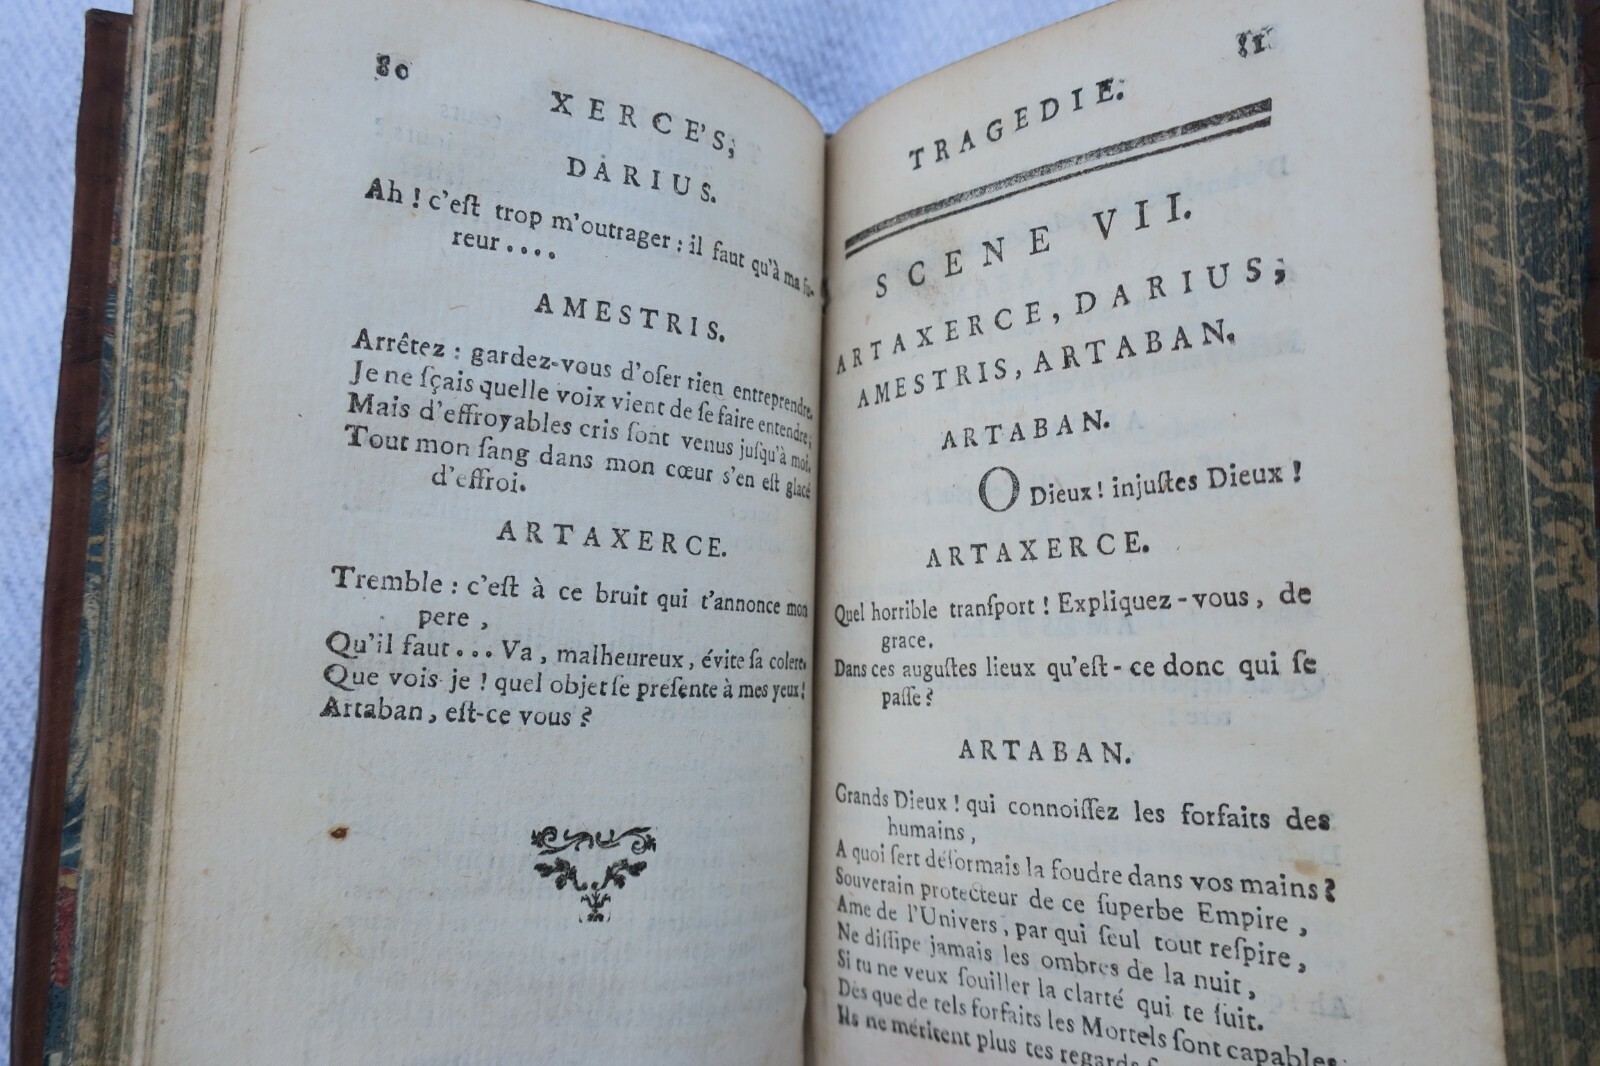 80
XERCE'S,
DARIUS.
Ah ! c'eſt trop m'outrager : il faut qu'à ma fu-
reur....
AMESTRIS.
Arrêtez : gardez-vous d'oſer rien entreprendre.
Je ne ſçais quelle voix vient de ſe faire entendre;
Mais d'effroyables cris ſont venus juſqu'à moi.
Tout mon ſang dans mon cœur s'en eſt glacé
d'effroi.
ARTAXERCE.
Tremble : c'eſt à ce bruit qui t'annonce mon
pere ,
Qu'il faut... Va , malheureux , évite ſa colere.
Que vois-je ! quel objet ſe préſente à mes yeux !
Artaban, eſt-ce vous ?
81
TRAGEDIE.
SCENE VII.
ARTAXERCE, DARIUS;
AMESTRIS, ARTABAN.
ARTABAN.
O Dieux ! injuſtes Dieux !
ARTAXERCE.
Quel horrible tranſport ! Expliquez-vous, de
grace.
Dans ces auguſtes lieux qu'eſt-ce donc qui ſe
paſſe ?
ARTABAN.
Grands Dieux ! qui connoiſſez les forfaits des
humains ,
A quoi ſert déſormais la foudre dans vos mains ?
Souverain protecteur de ce ſuperbe Empire ,
Ame de l'Univers, par qui ſeul tout reſpire ,
Ne diſſipe jamais les ombres de la nuit ,
Si tu ne veux ſouiller la clarté qui te ſuit.
Dès que de tels forfaits les Mortels ſont capables,
Ils ne méritent plus tes regards